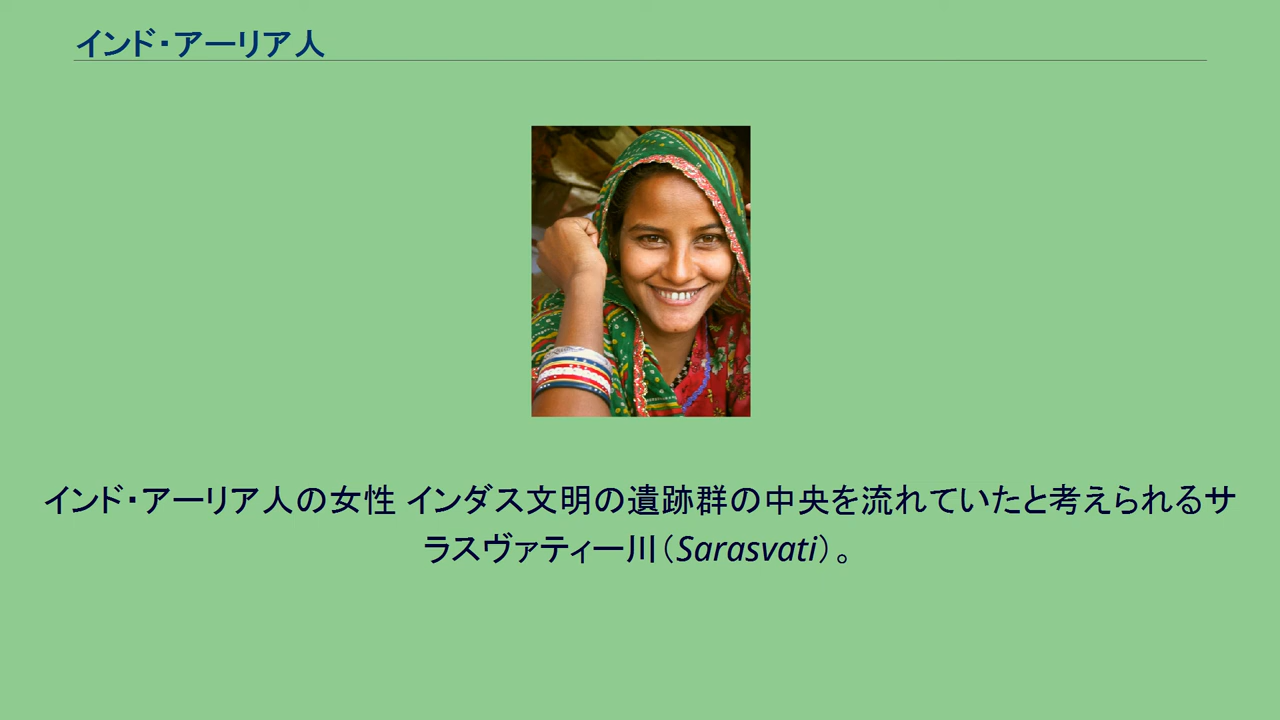 インド・アーリア人
インド・アーリア人の女性 インダス文明の遺跡群の中央を流れていたと考えられるサ
ラスヴァティー川（Sarasvati）。